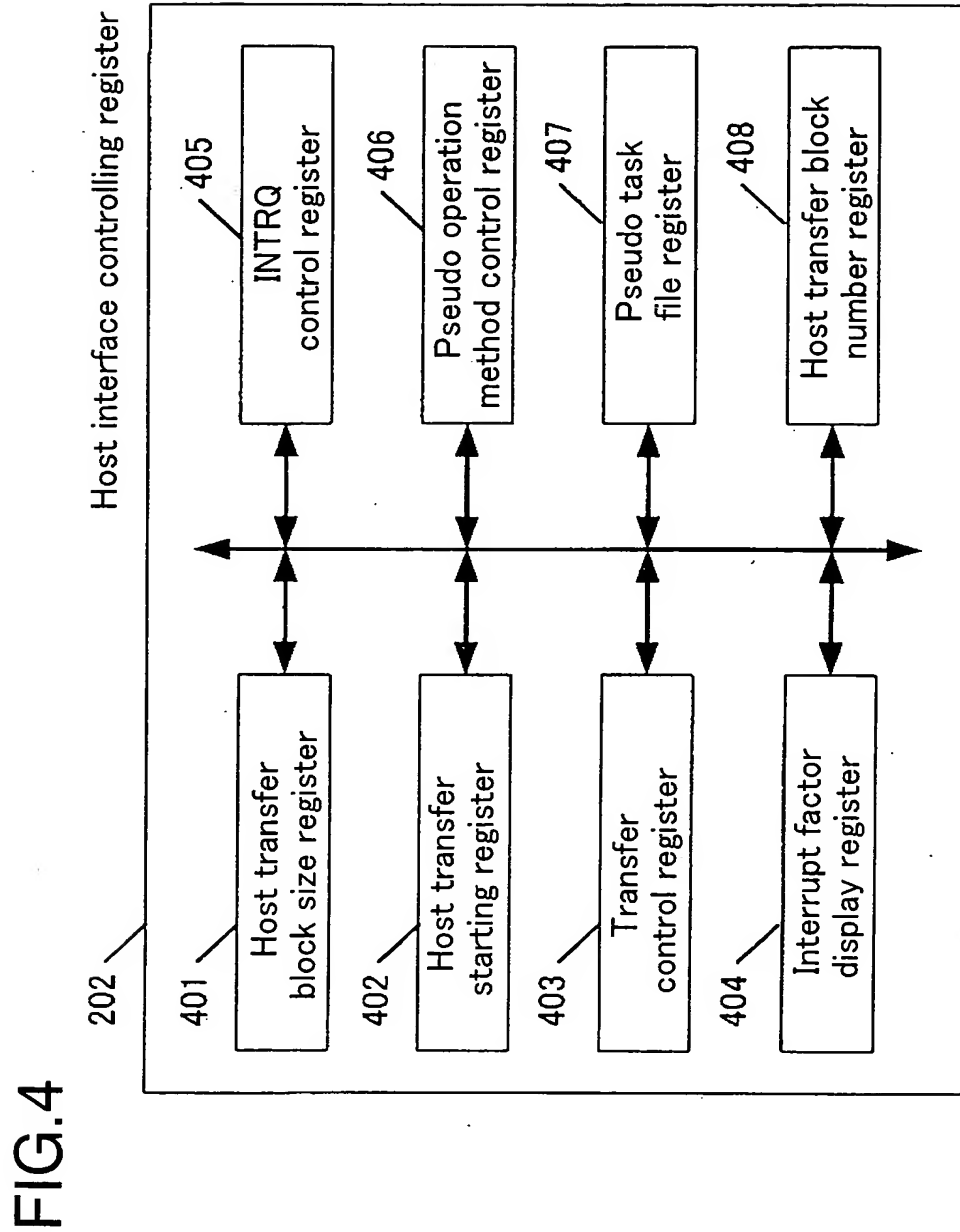 FIG.4
202
Host interface controlling register
401
Host transfer
block size register
402
Host transfer
starting register
403
Transfer
control register
404
Interrupt factor
display register
405
INTRQ
control register
406
Pseudo operation
method control register
407
Pseudo task
file register
408
Host transfer block
number register